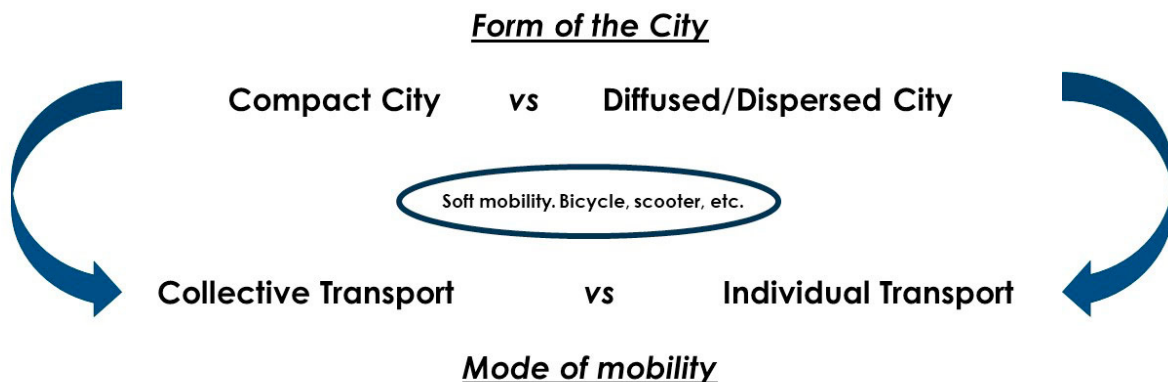 Form of the City
Compact City vs Diffused/Dispersed City
Soft mobility. Bicycle, scooter, etc.
Collective Transport vs Individual Transport
Mode of mobility